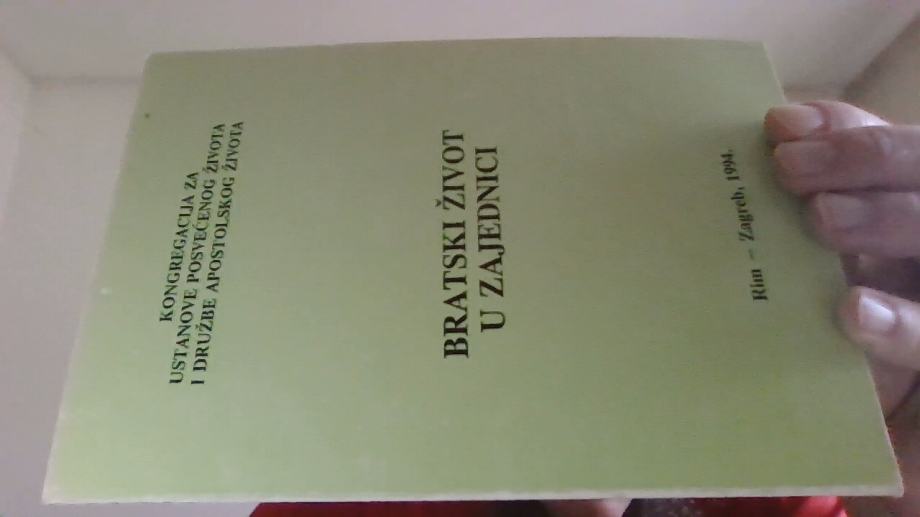 KONGREGACIJA ZA
USTANOVE POSVEĆENOG ŽIVOTA
I DRUŽBE APOSTOLSKOG ŽIVOTA
BRATSKI ŽIVOT
U ZAJEDNICI
Rim – Zagreb, 1994.